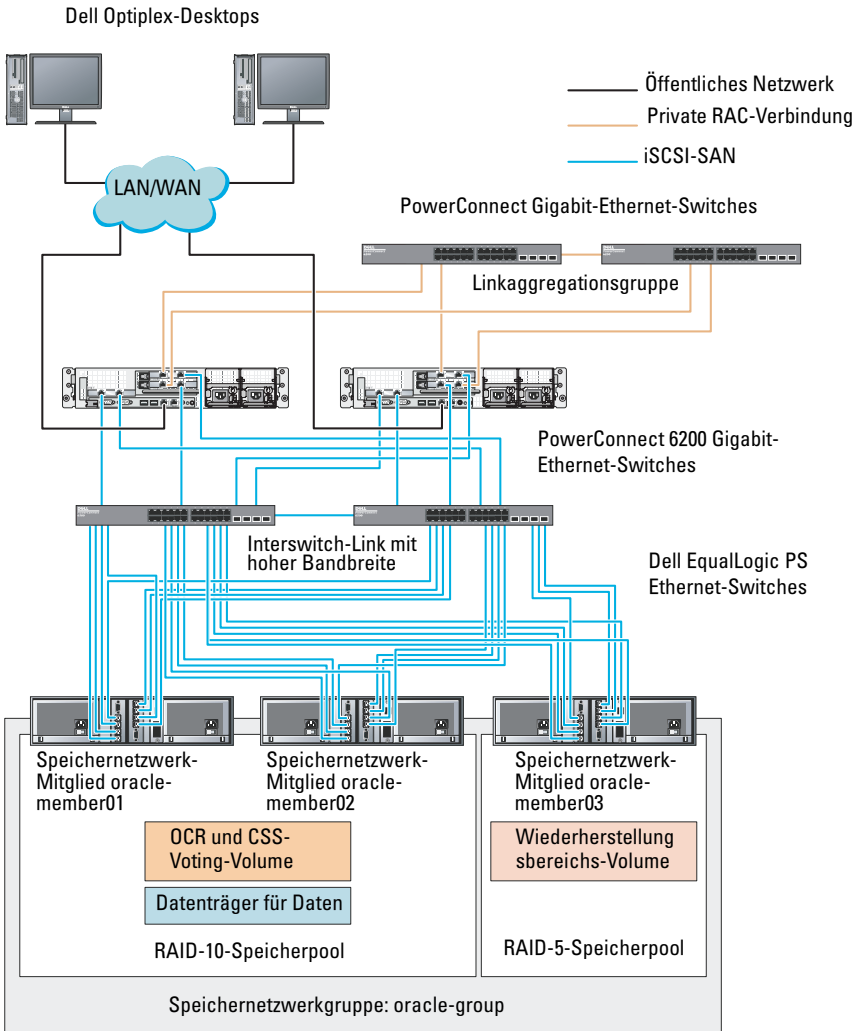 Dell Optiplex-Desktops
Öffentliches Netzwerk
Private RAC-Verbindung
iSCSI-SAN
LAN/WAN
PowerConnect Gigabit-Ethernet-Switches
Linkaggregationsgruppe
PowerConnect 6200 Gigabit-
Ethernet-Switches
Interswitch-Link mit
hoher Bandbreite
Dell EqualLogic PS
Ethernet-Switches
Speichernetzwerk-
Mitglied oracle-
member01
Speichernetzwerk-
Mitglied oracle-
member02
Speichernetzwerk-
Mitglied oracle-
member03
OCR und CSS-
Voting-Volume
Wiederherstellung
sbereichs-Volume
Datenträger für Daten
RAID-10-Speicherpool
RAID-5-Speicherpool
Speichernetzwerkgruppe: oracle-group